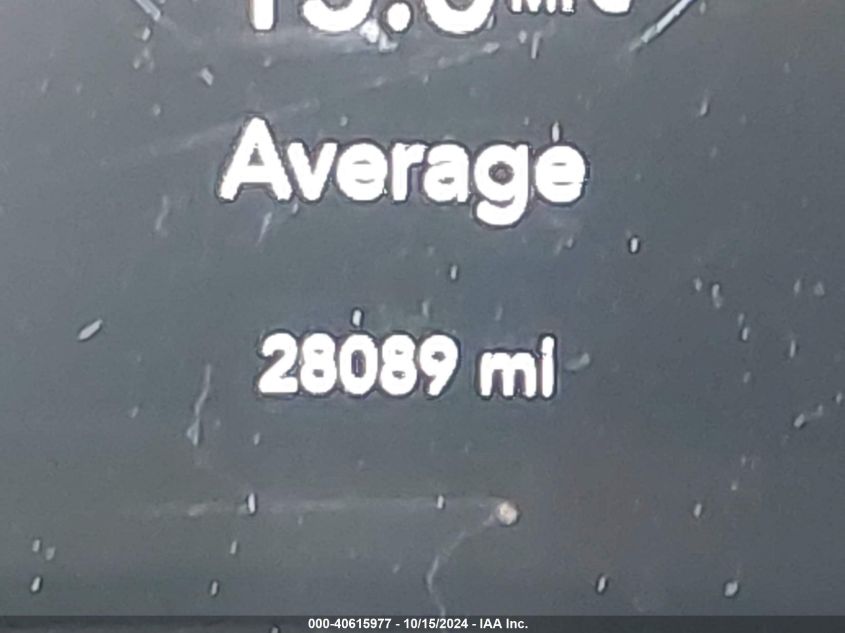 Average
28089 mi
000-40615977 - 10/15/2024 - IAA Inc.